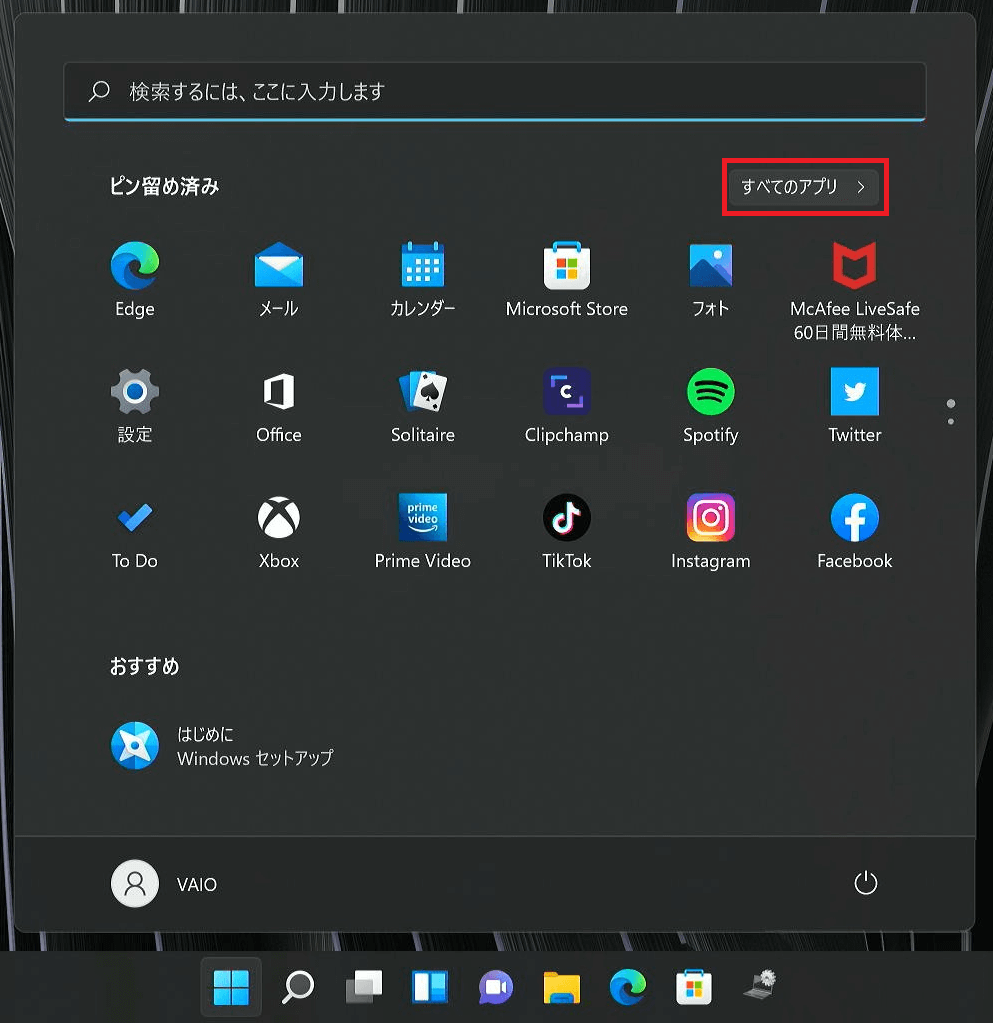 検索するには、ここに入力します
ピン留め済み
すべてのアプリ
Edge
メール
カレンダー
Microsoft Store
フォト
McAfee LiveSafe
60日間無料体...
設定
Office
Solitaire
C
Clipchamp
Spotify
Twitter
To Do
Xbox
prime
video
Prime Video
TikTok
Instagram
Facebook
おすすめ
はじめに
Windows セットアップ
VAIO